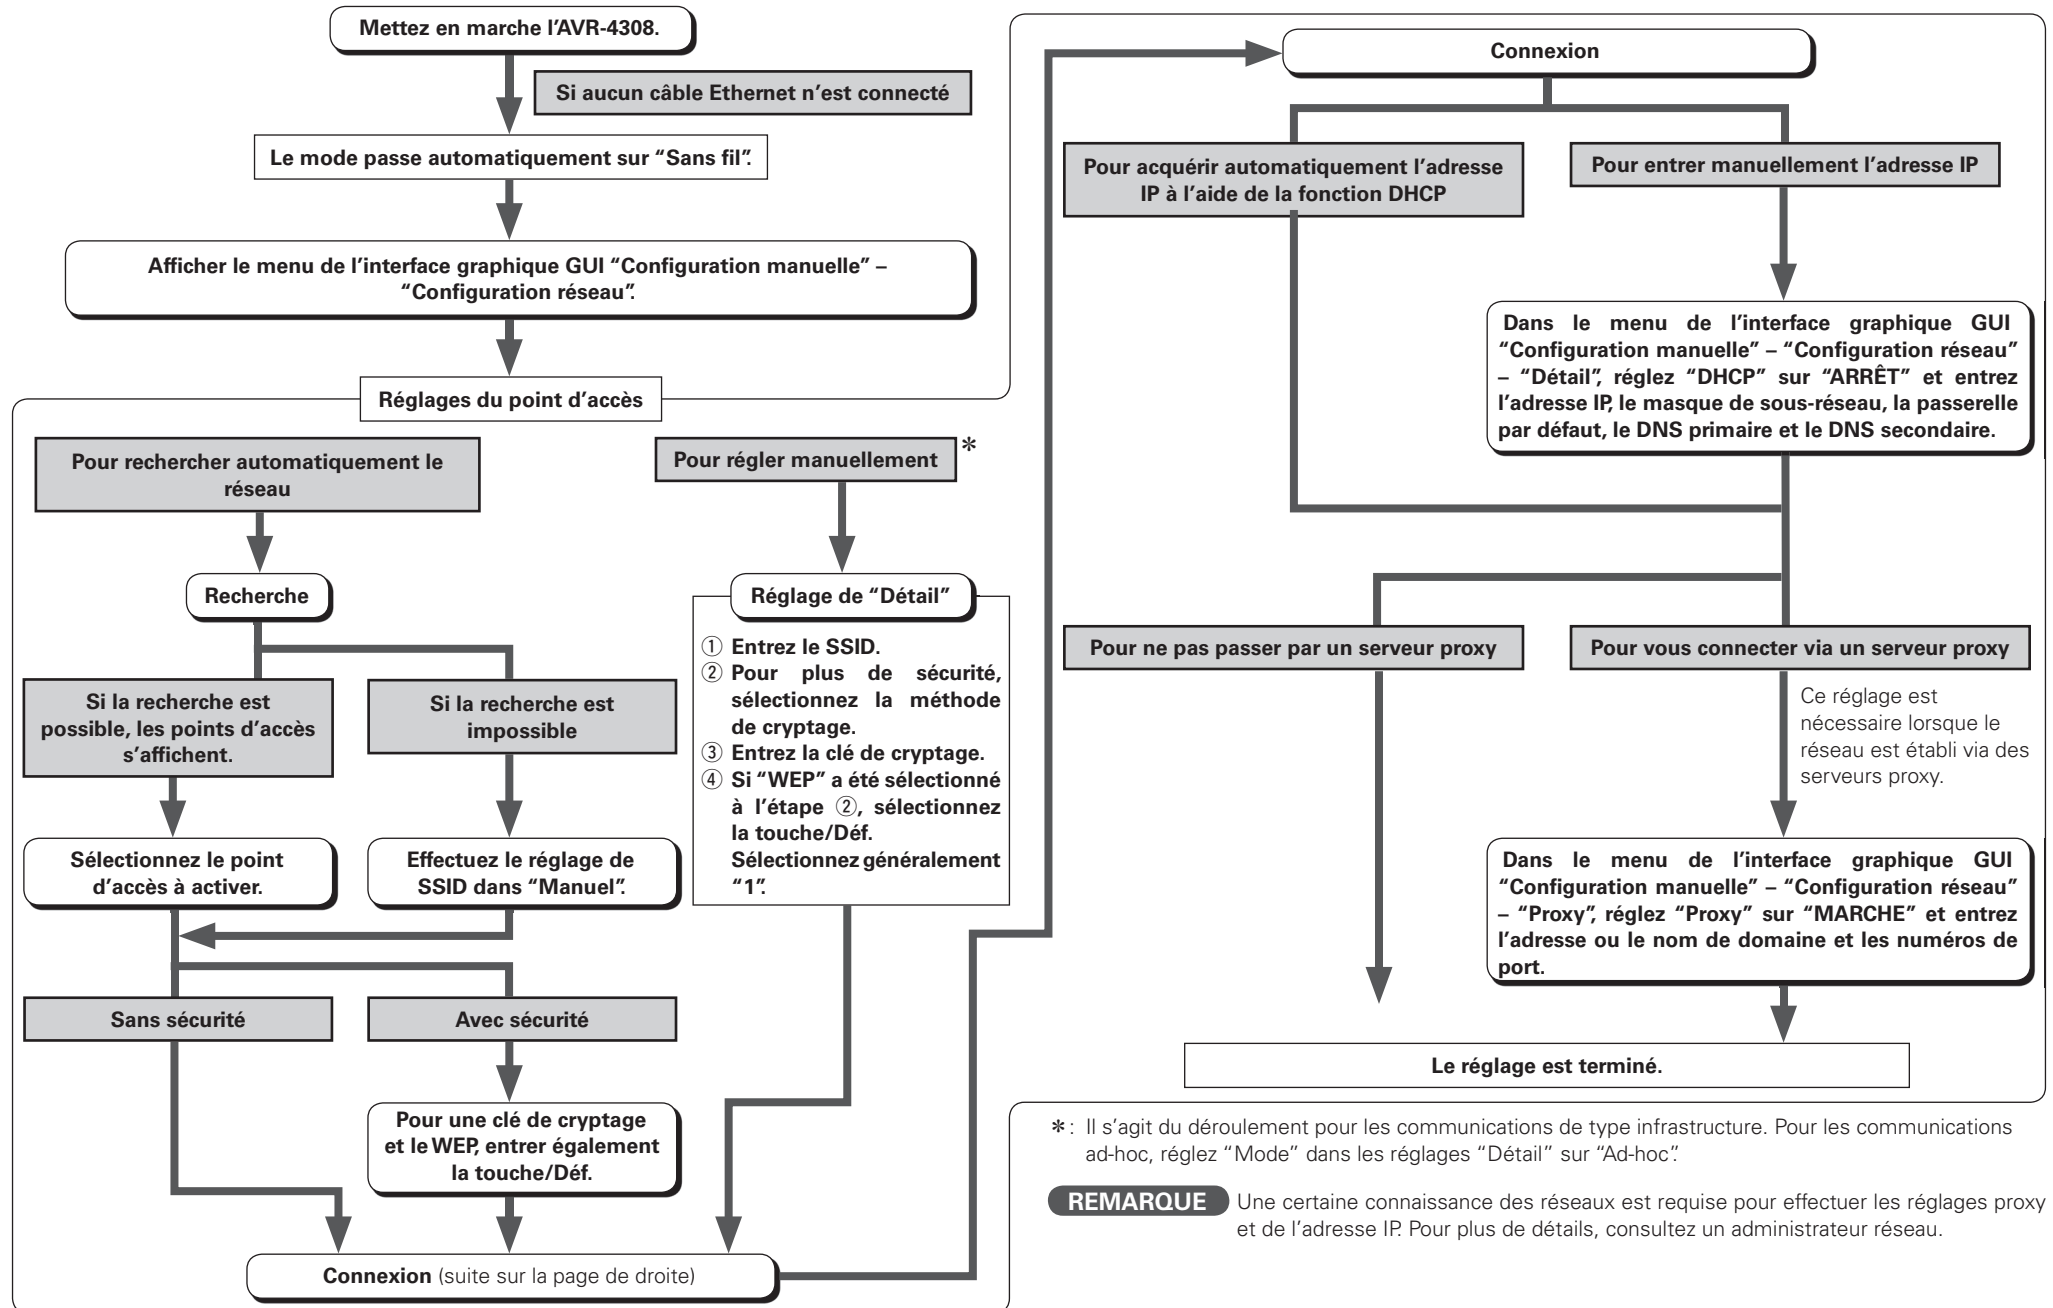 Mettez en marche l'AVR-4308.
Si aucun câble Ethernet n'est connecté
Le mode passe automatiquement sur "Sans fil".
Afficher le menu de l'interface graphique GUI "Configuration manuelle" –
"Configuration réseau".
Réglages du point d'accès
Pour rechercher automatiquement le
réseau
Recherche
Si la recherche est
possible, les points d'accès
s'affichent.
Si la recherche est
impossible
Sélectionnez le point
d'accès à activer.
Effectuez le réglage de
SSID dans "Manuel".
Sans sécurité
Avec sécurité
Pour une clé de cryptage
et le WEP, entrer également
la touche/Déf.
Pour régler manuellement *
Réglage de "Détail"
① Entrez le SSID.
② Pour plus de sécurité,
sélectionnez la méthode
de cryptage.
③ Entrez la clé de cryptage.
④ Si "WEP" a été sélectionné
à l'étape ②, sélectionnez
la touche/Déf.
Sélectionnez généralement
"1".
Connexion (suite sur la page de droite)
Connexion
Pour acquérir automatiquement l'adresse
IP à l'aide de la fonction DHCP
Pour entrer manuellement l'adresse IP
Dans le menu de l'interface graphique GUI
"Configuration manuelle" – "Configuration réseau"
– "Détail", réglez "DHCP" sur "ARRÊT" et entrez
l'adresse IP, le masque de sous-réseau, la passerelle
par défaut, le DNS primaire et le DNS secondaire.
Pour ne pas passer par un serveur proxy
Pour vous connecter via un serveur proxy
Ce réglage est
nécessaire lorsque le
réseau est établi via des
serveurs proxy.
Dans le menu de l'interface graphique GUI
"Configuration manuelle" – "Configuration réseau"
– "Proxy", réglez "Proxy" sur "MARCHE" et entrez
l'adresse ou le nom de domaine et les numéros de
port.
Le réglage est terminé.
* : Il s'agit du déroulement pour les communications de type infrastructure. Pour les communications
ad-hoc, réglez "Mode" dans les réglages "Détail" sur "Ad-hoc".
REMARQUE Une certaine connaissance des réseaux est requise pour effectuer les réglages proxy
et de l'adresse IP. Pour plus de détails, consultez un administrateur réseau.